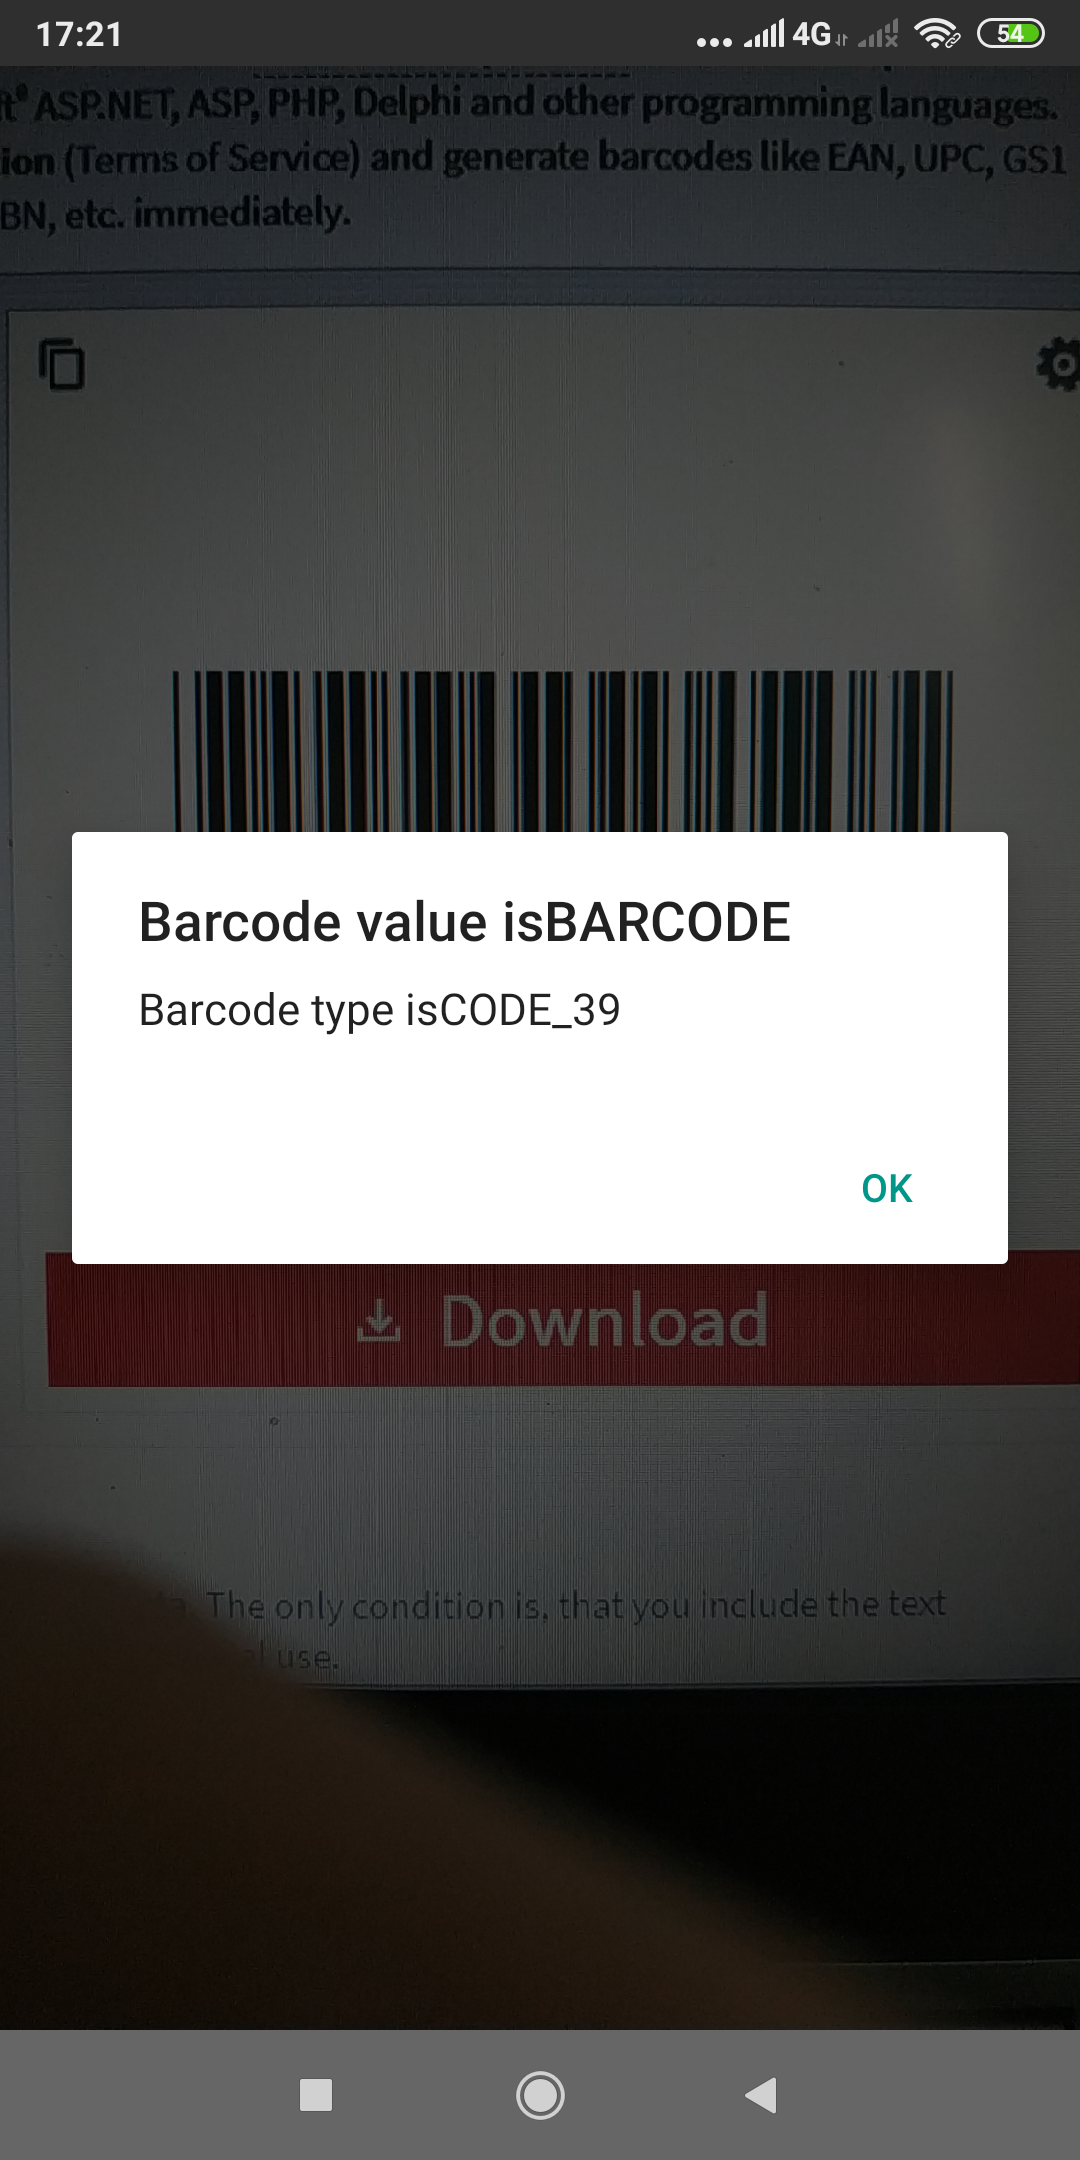 17:21
4G
54
ASP.NET, ASP, PHP, Delphi and other programming languages.
ion (Terms of Service) and generate barcodes like EAN, UPC, GS1
BN, etc. immediately.
Barcode value isBARCODE
Barcode type isCODE_39
OK
Download
The only condition is, that you include the text
use.